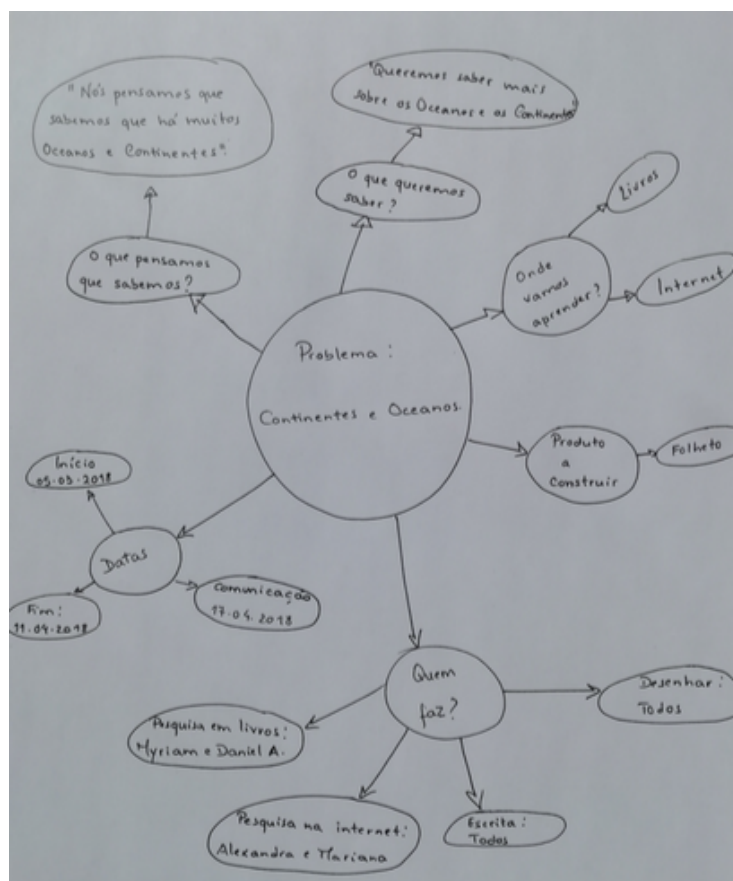 "Nós pensamos que
sabemos que há muitos
Oceanos e Continentes".
"Queremos saber mais
sobre os Oceanos e os Continentes"
O que queremos
saber?
O que pensamos
que sabemos?
Livros
Onde
vamos
aprender?
Internet
Problema:
Continentes e Oceanos.
Produto
a
Construir
Folheto
Início
05-03-2018
Datas
Fim:
11-04-2018
Comunicação
17.04.2018
Quem
faz?
Desenhar:
Todos
Pesquisa em livros:
Myriam e Daniel A.
Pesquisa na internet:
Alexandra e Mariana
Escrita:
Todos